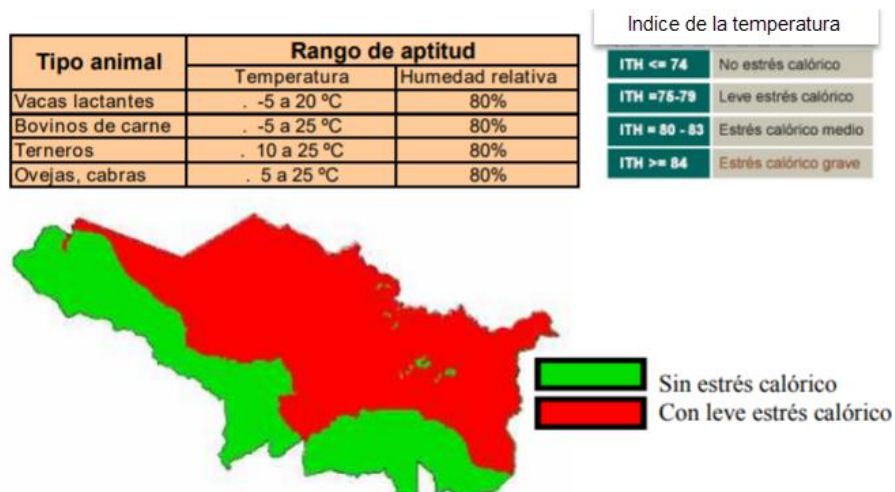 Tipo animal
Rango de aptitud
Temperatura Humedad relativa
Vacas lactantes . -5 a 20 ºC 80%
Bovinos de carne . -5 a 25 ºC 80%
Terneros . 10 a 25 ºC 80%
Ovejas, cabras . 5 a 25 ºC 80%
Indice de la temperatura
ITH <= 74 No estrés calórico
ITH =75-79 Leve estrés calórico
ITH = 80 - 83 Estrés calórico medio
ITH >= 84 Estrés calórico grave
Sin estrés calórico
Con leve estrés calórico